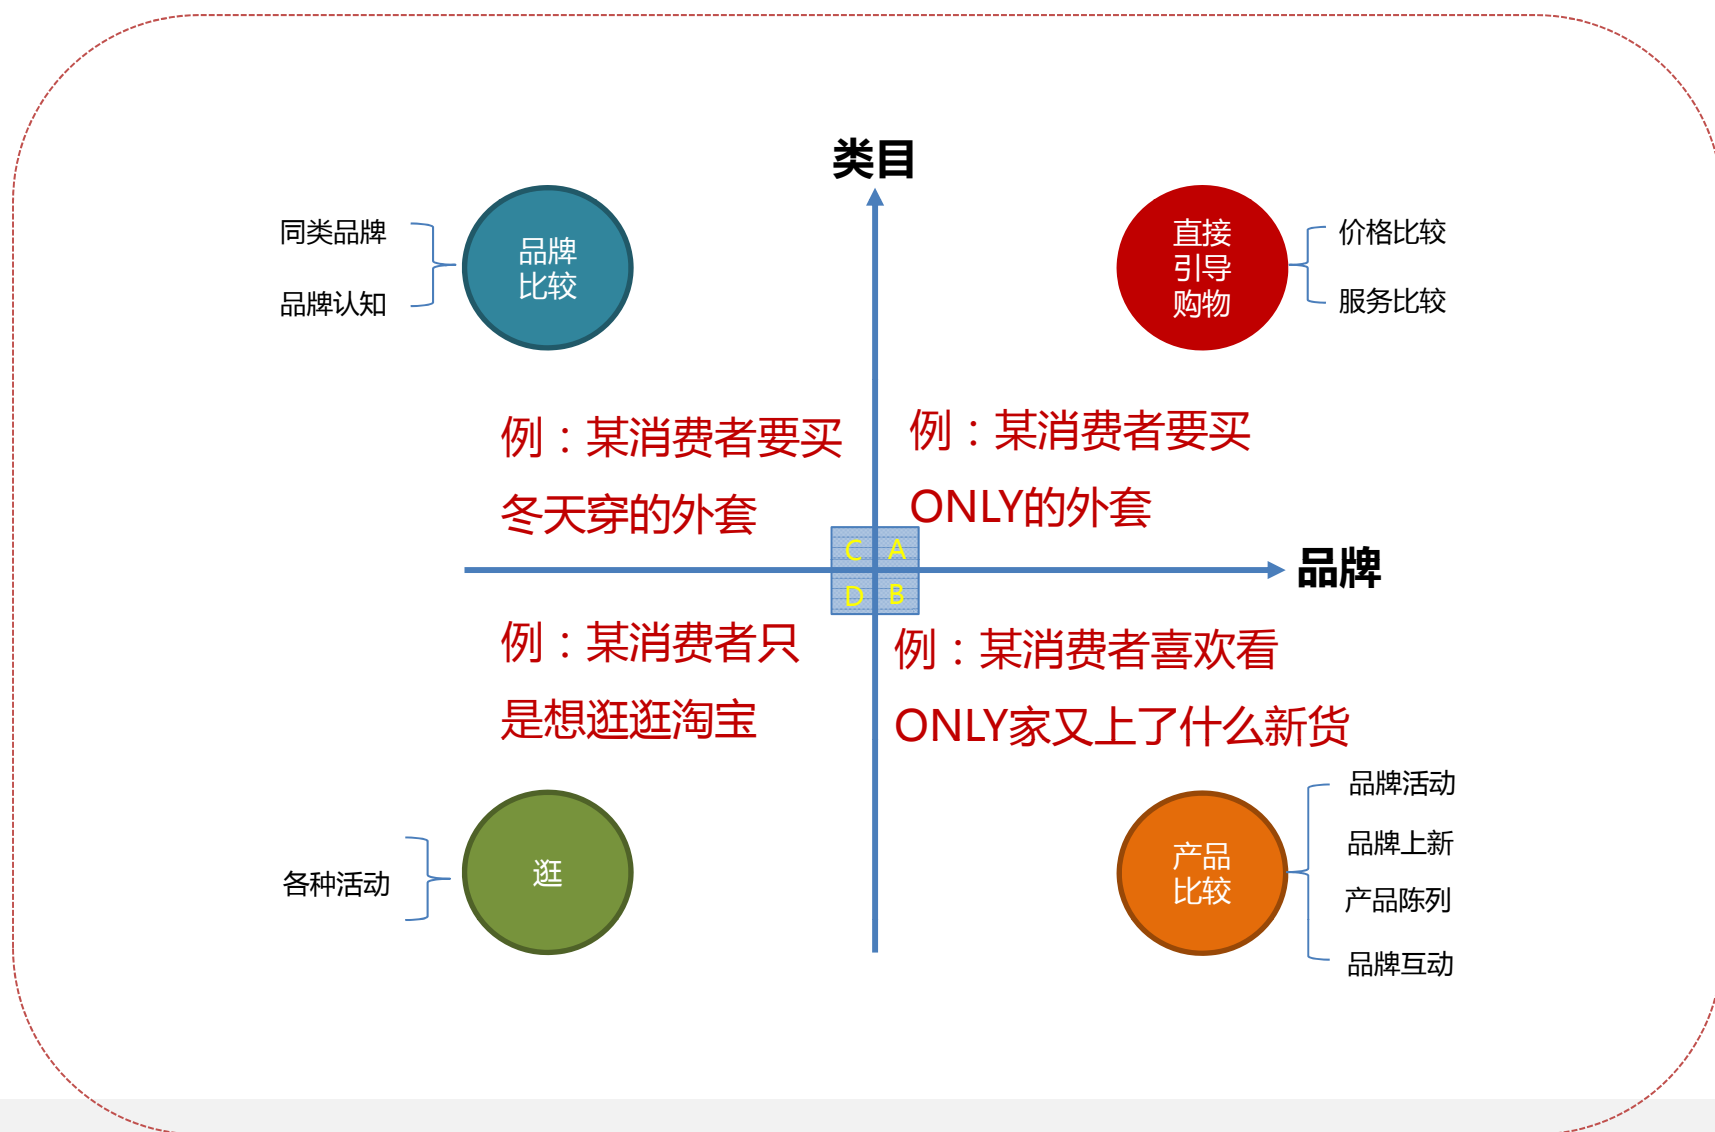 类目
同类品牌
品牌认知
品牌
比较
直接
引导
购物
价格比较
服务比较
例：某消费者要买
冬天穿的外套
例：某消费者要买
ONLY的外套
C
A
D
B
品牌
例：某消费者只
是想逛逛淘宝
例：某消费者喜欢看
ONLY家又上了什么新货
各种活动
逛
产品
比较
品牌活动
品牌上新
产品陈列
品牌互动